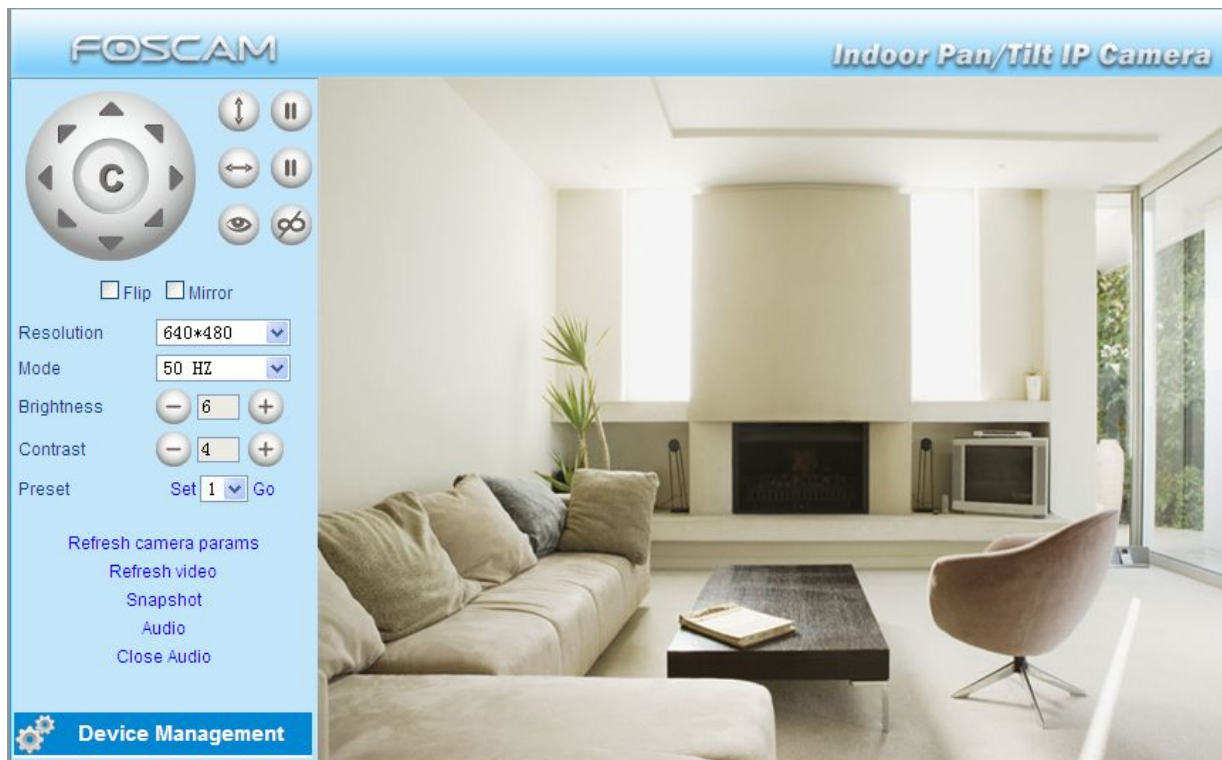 FOSCAM
Indoor Pan/Tilt IP Camera
C
Flip Mirror
Resolution 640*480
Mode 50 HZ
Brightness 6
Contrast 4
Preset Set 1 Go
Refresh camera params
Refresh video
Snapshot
Audio
Close Audio
Device Management